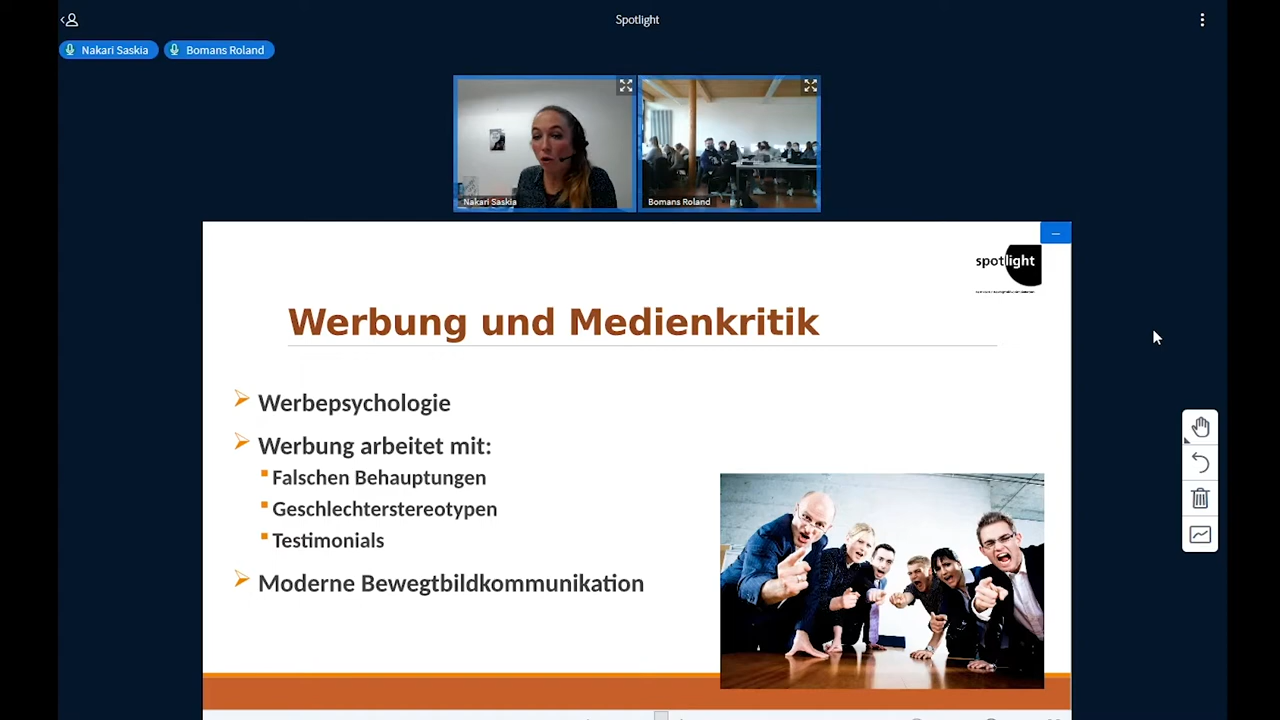 Spotlight
Nakari Saskia
Bomans Roland
Nakari Saskia
Bomans Roland
spotlight
Werbung und Medienkritik
Werbepsychologie
Werbung arbeitet mit:
Falschen Behauptungen
Geschlechterstereotypen
Testimonials
Moderne Bewegtbildkommunikation